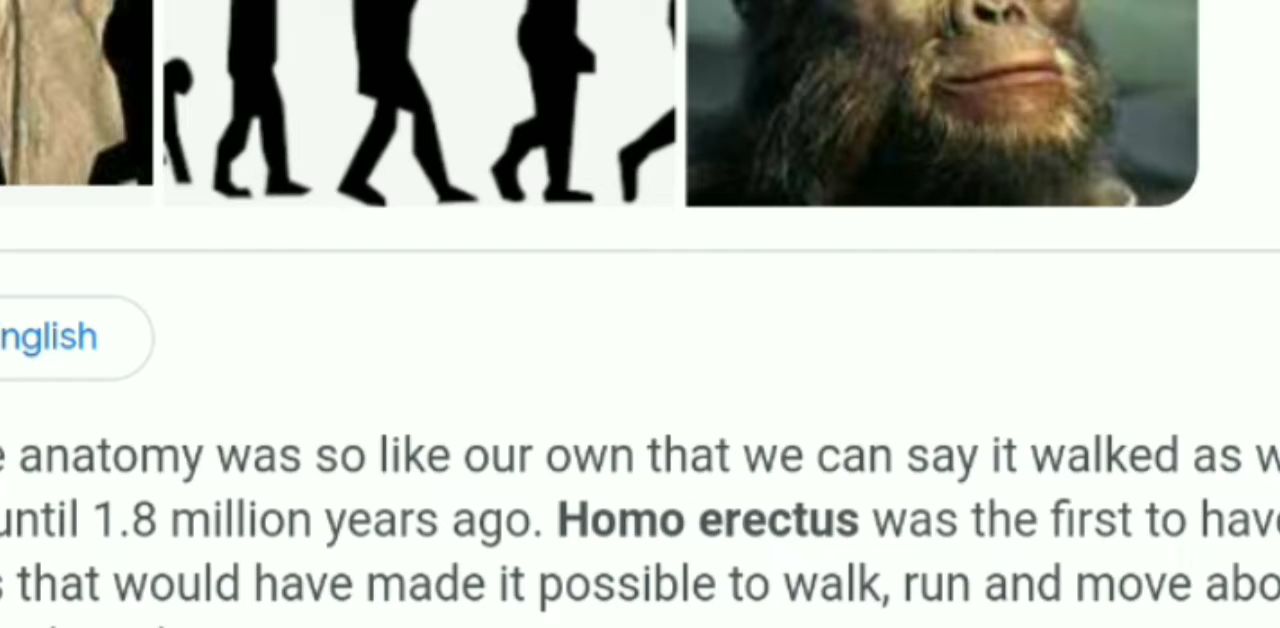 nglish
anatomy was so like our own that we can say it walked as
until 1.8 million years ago. Homo erectus was the first to have
that would have made it possible to walk, run and move